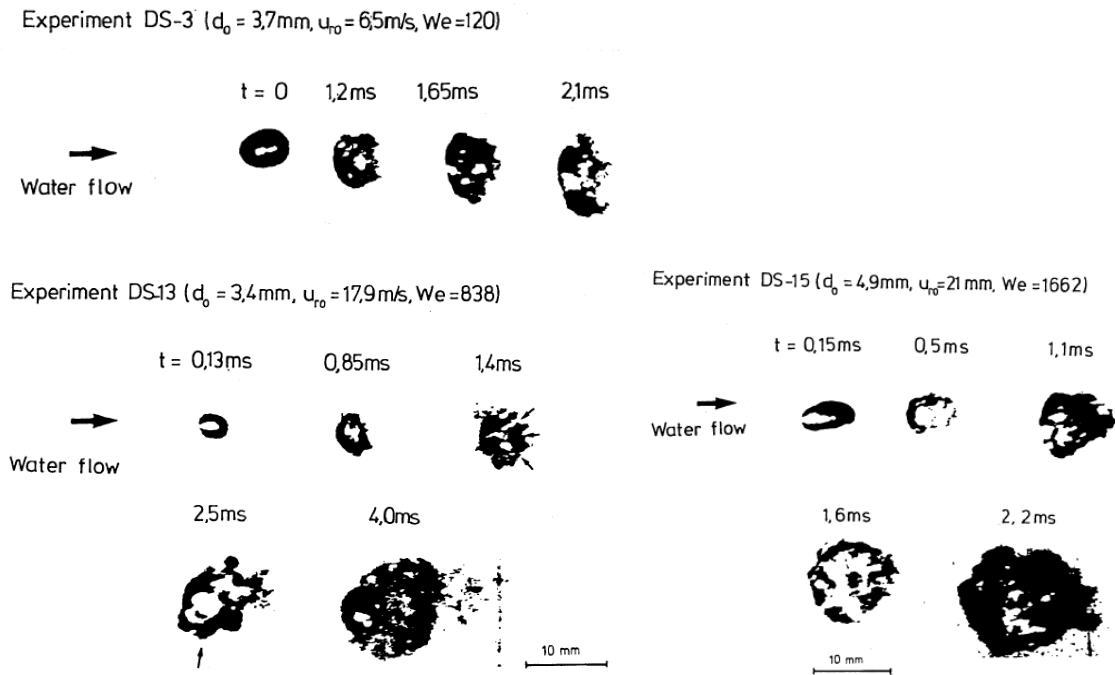 Experiment DS-3 (d₀ = 3,7mm, uᵣ₀ = 6,5m/s, We=120)
t = 0 1,2ms 1,65ms 2,1ms
Water flow
Experiment DS-13 (d₀ = 3,4mm, uᵣ₀ = 17,9m/s, We=838)
t = 0,13ms 0,85ms 1,4ms
Water flow
2,5ms 4,0ms
10 mm
Experiment DS-15 (d₀ = 4,9mm, uᵣ₀=21 mm, We =1662)
t = 0,15ms 0,5ms 1,1ms
Water flow
1,6ms 2,2ms
10 mm